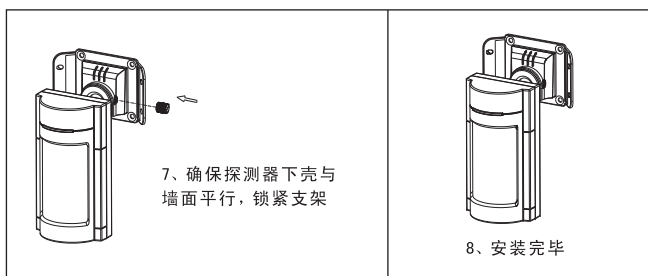 7、确保探测器下壳与
墙面平行，锁紧支架
8、安装完毕